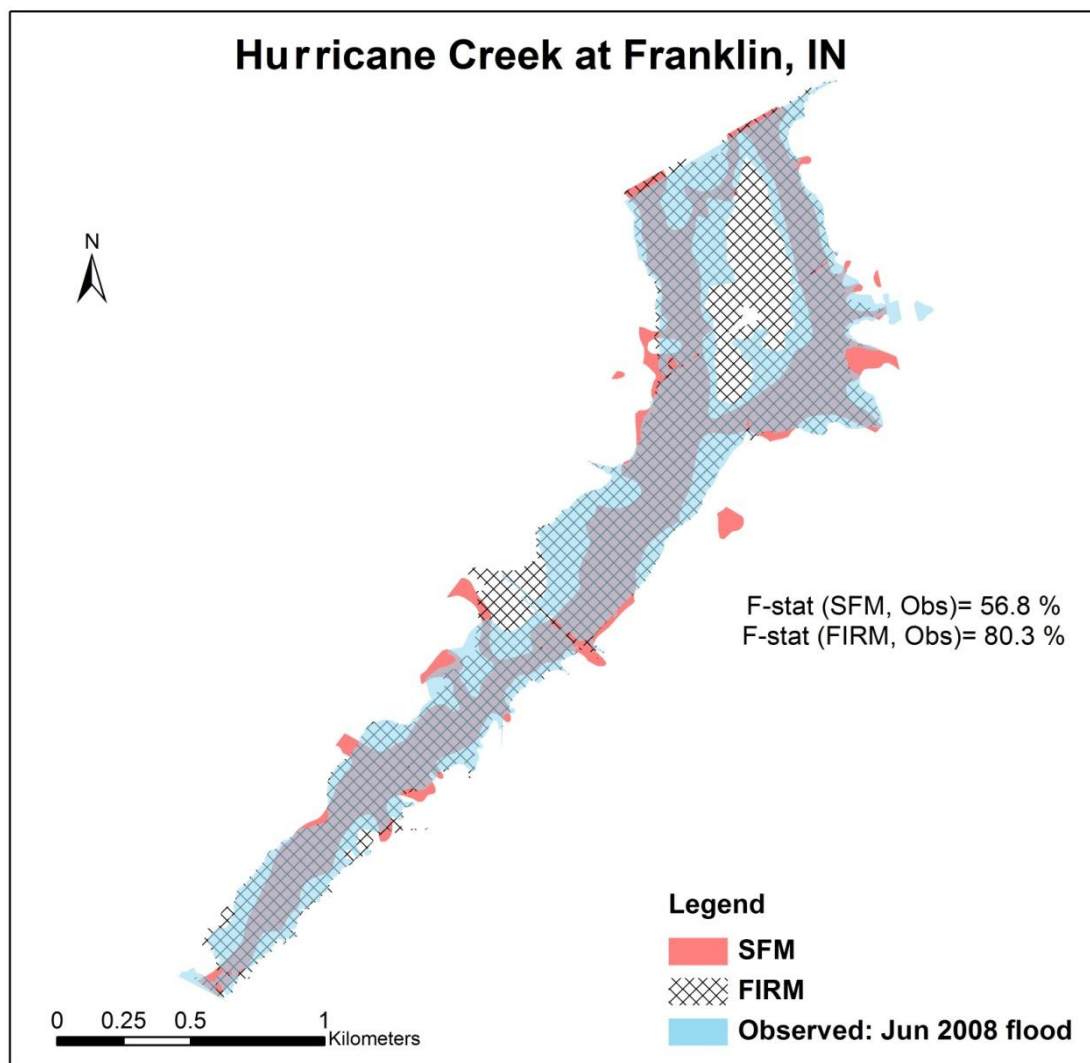 Hurricane Creek at Franklin, IN
N
F-stat (SFM, Obs)= 56.8 %
F-stat (FIRM, Obs)= 80.3 %
Legend
SFM
FIRM
Observed: Jun 2008 flood
0 0.25 0.5 1
Kilometers